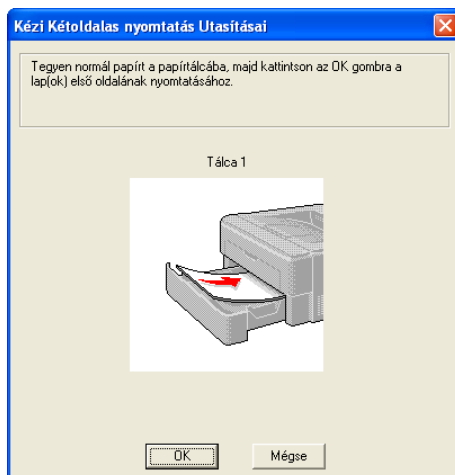 Kézi Kétoldalas nyomtatás Utasításai
Tegyen normál papírt a papírtálcába, majd kattintson az OK gombra a
lap(ok) első oldalának nyomtatásához.
Tálca 1
OK
Mégse